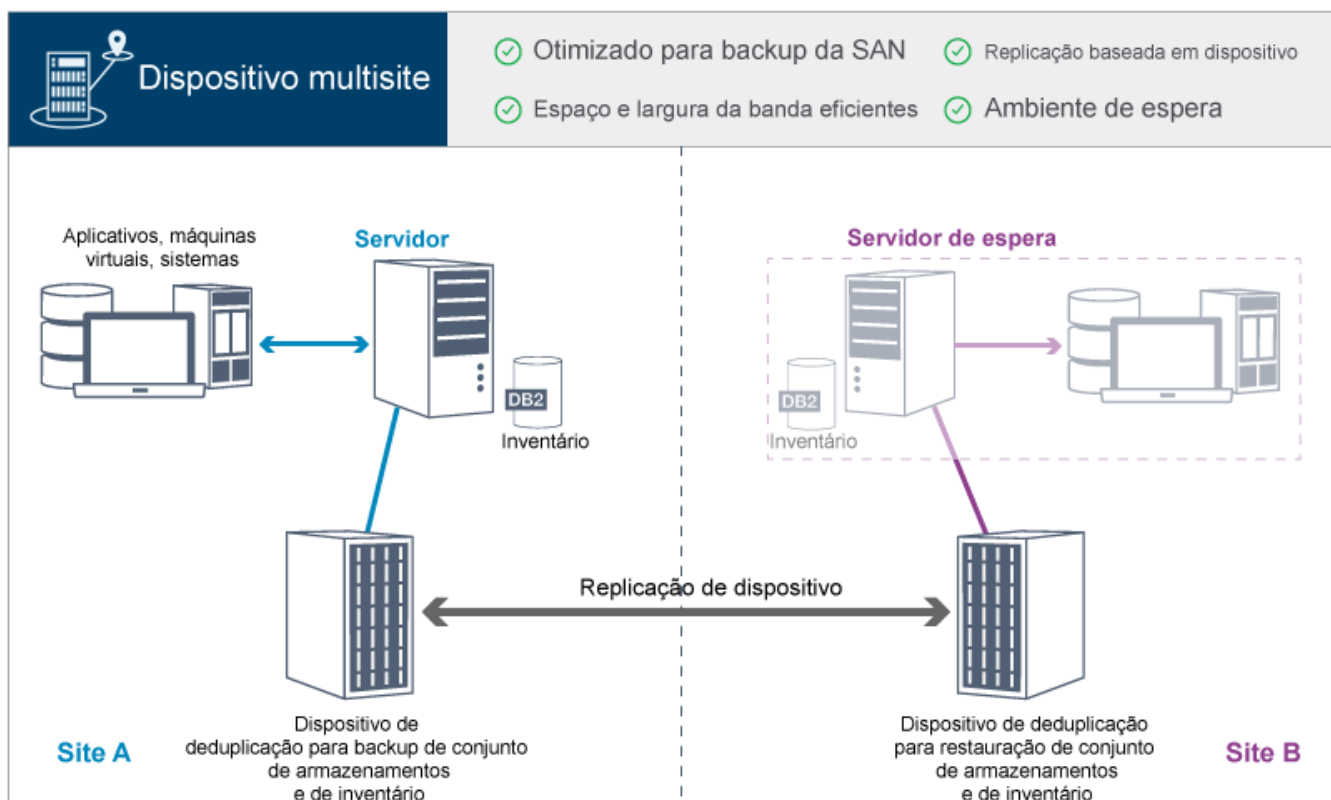 Dispositivo multisite
Otimizado para backup da SAN
Replicação baseada em dispositivo
Espaço e largura da banda eficientes
Ambiente de espera
Aplicativos, máquinas
virtuais, sistemas
Servidor
DB2
Inventário
Servidor de espera
DB2
Inventário
Replicação de dispositivo
Site A
Dispositivo de
deduplicação para backup de conjunto
de armazenamentos
e de inventário
Dispositivo de deduplicação
para restauração de conjunto
de armazenamentos
e de inventário
Site B